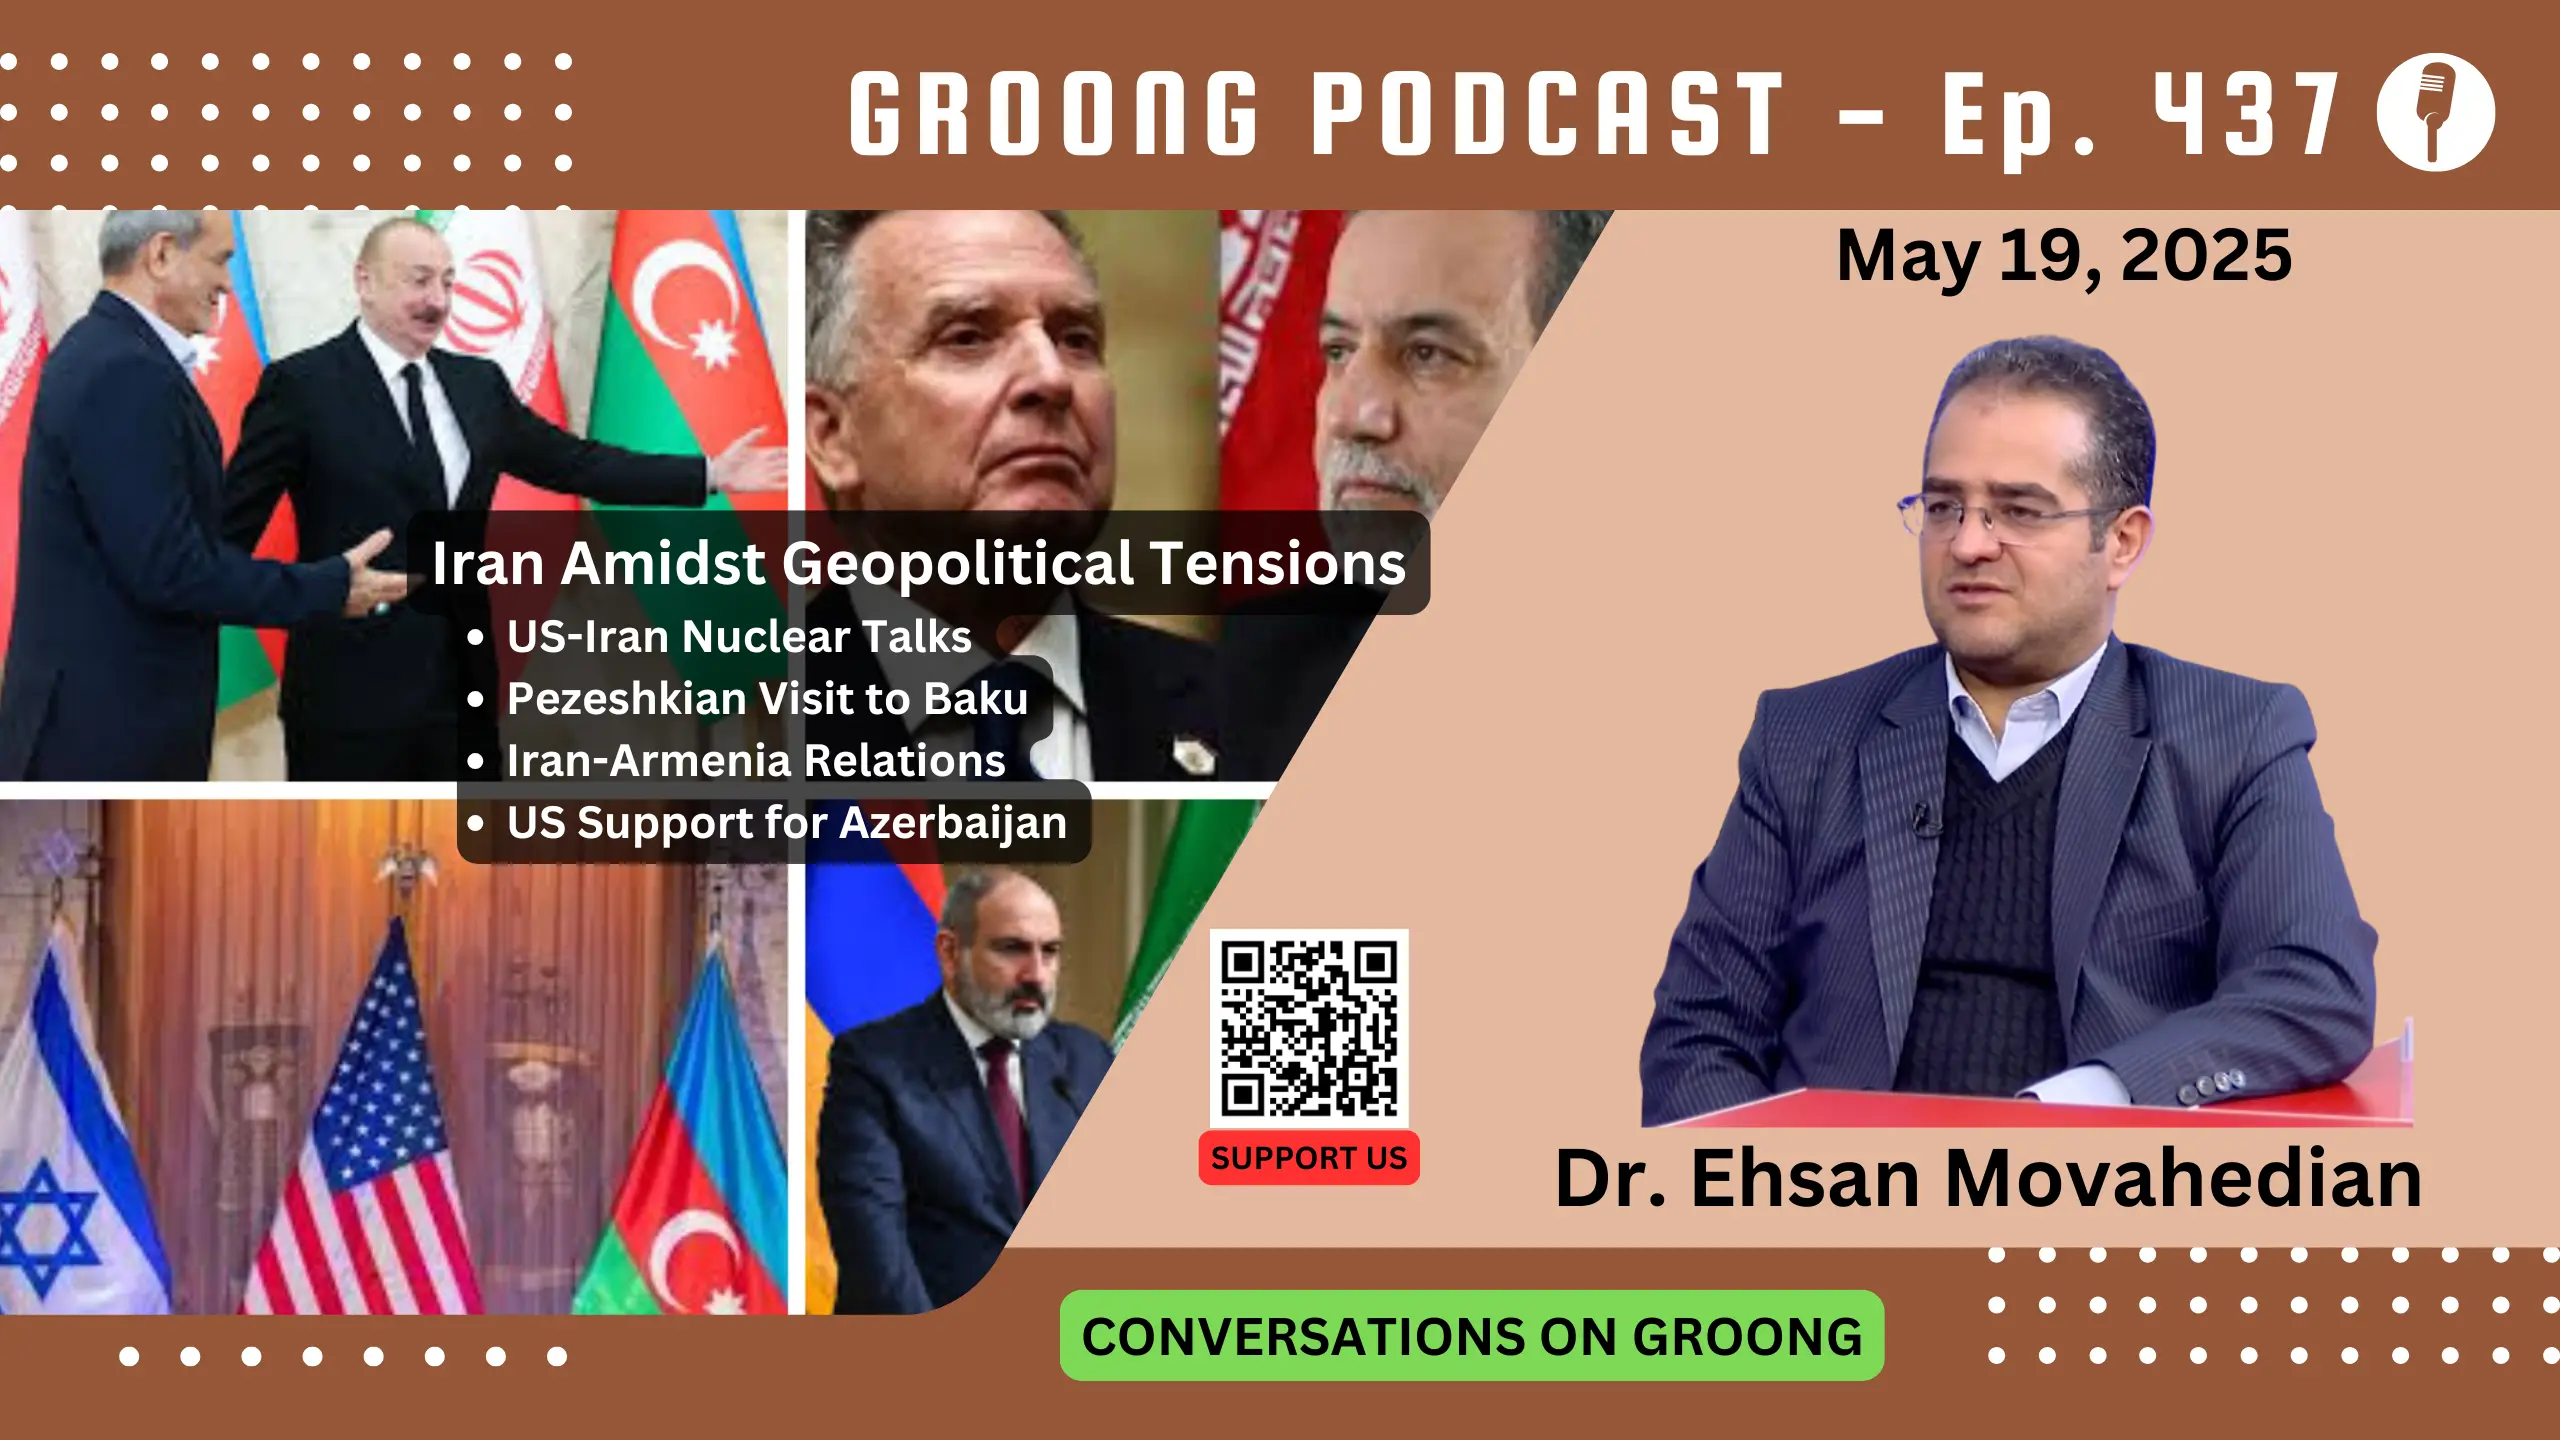 GROONG PODCAST - Ep. 437
May 19, 2025
Iran Amidst Geopolitical Tensions
• US-Iran Nuclear Talks
• Pezeshkian Visit to Baku
• Iran-Armenia Relations
• US Support for Azerbaijan
SUPPORT US
Dr. Ehsan Movahedian
CONVERSATIONS ON GROONG